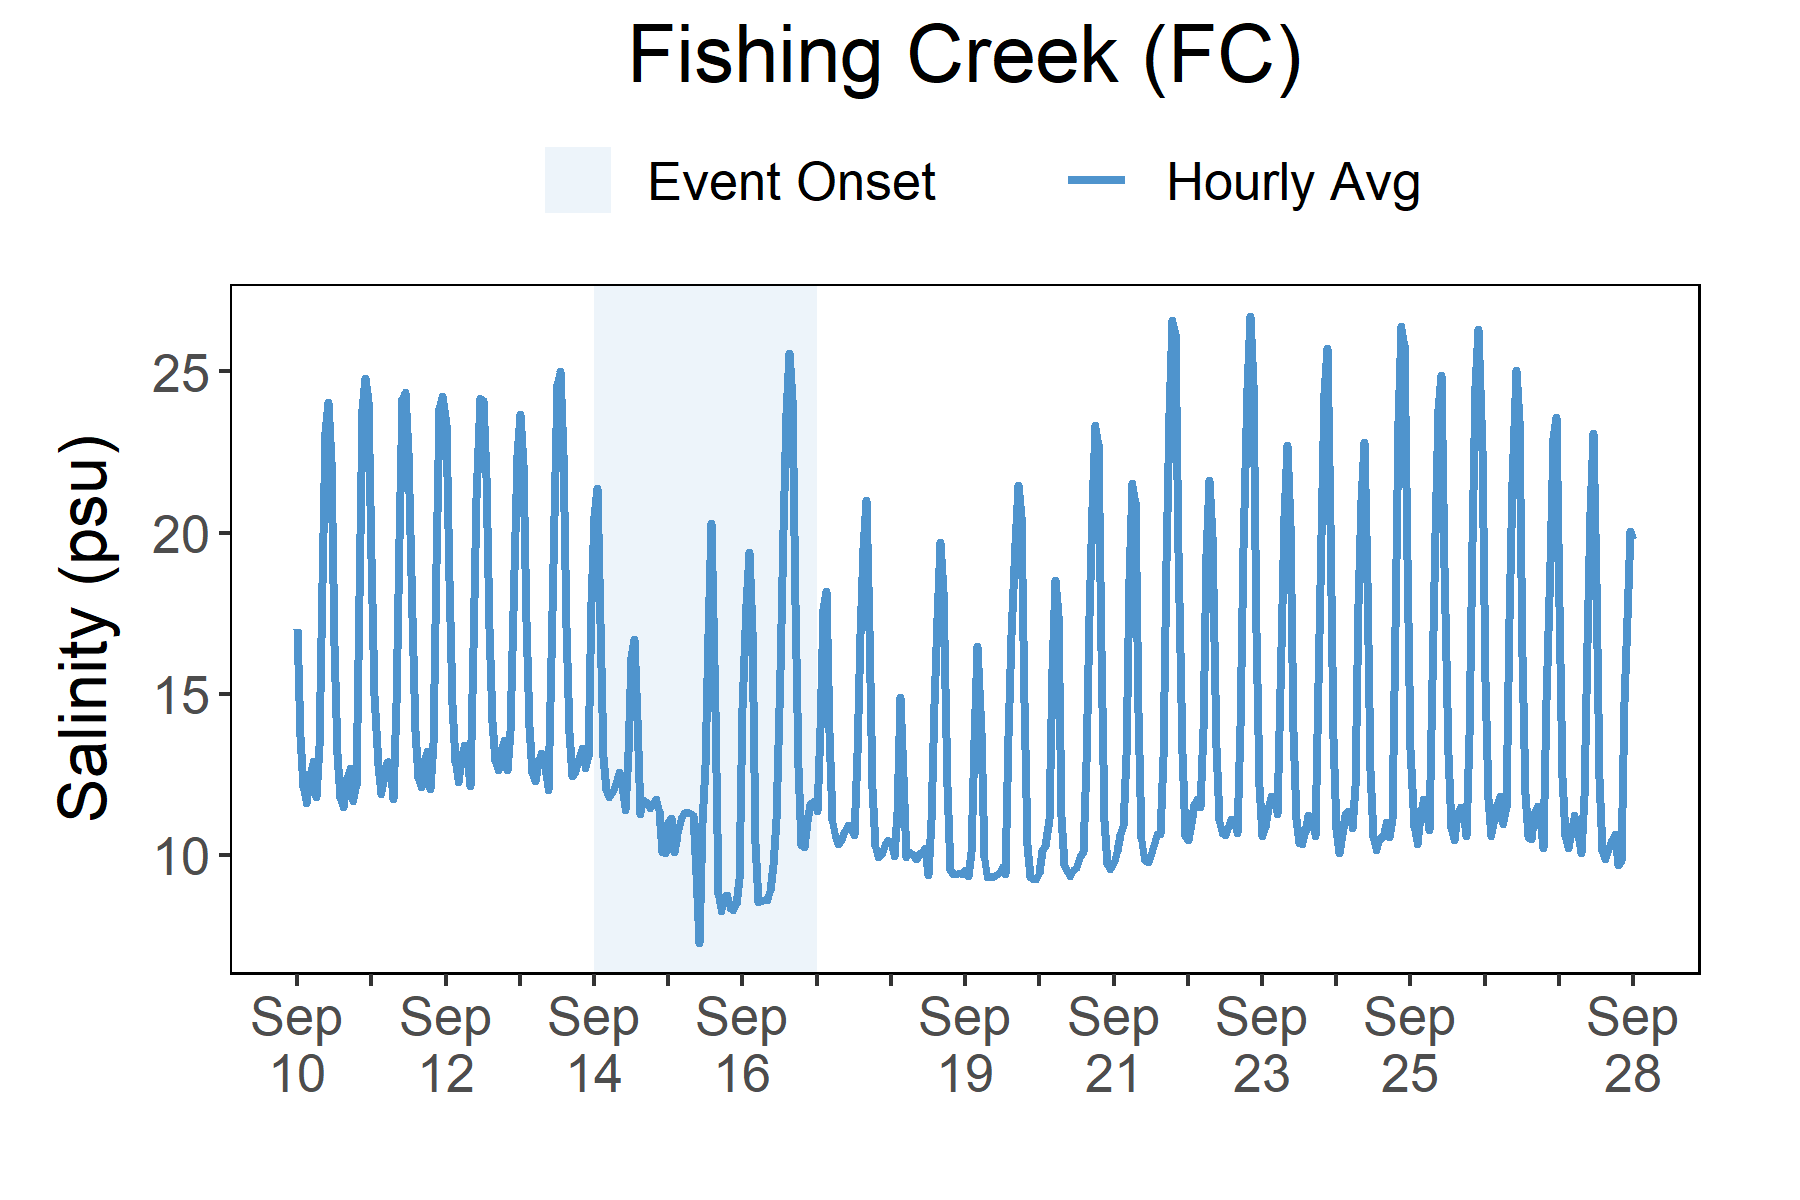 Fishing Creek (FC)
Event Onset Hourly Avg
Salinity (psu)
25
20
15
10
Sep Sep Sep Sep Sep Sep Sep Sep Sep
10 12 14 16 19 21 23 25 28